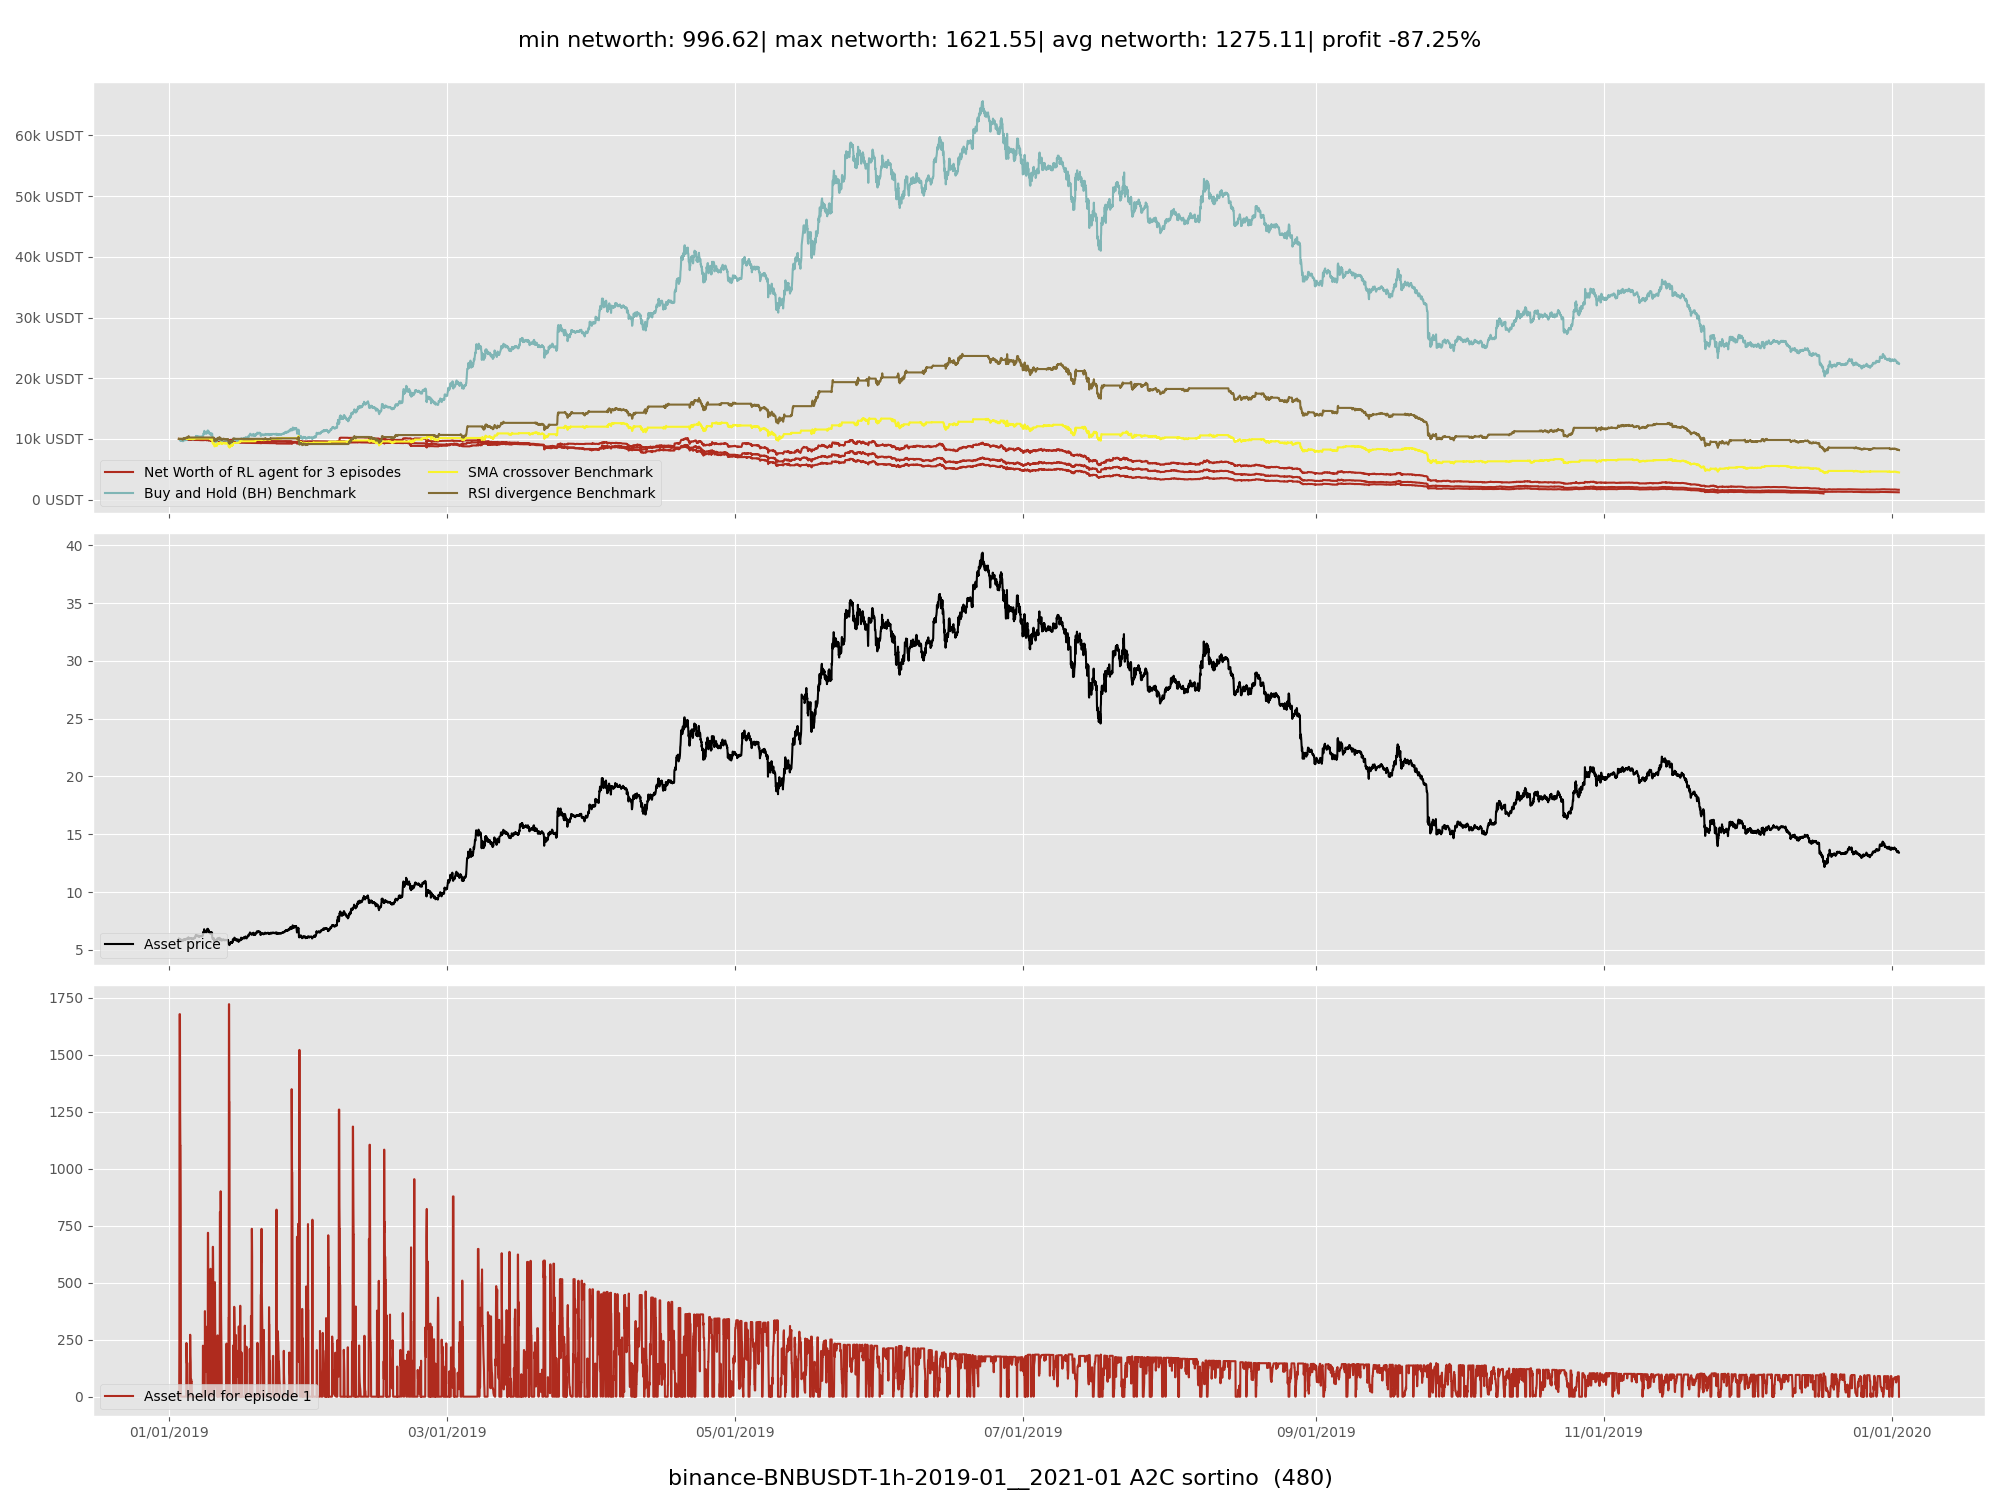 min networth: 996.62| max networth: 1621.55| avg networth: 1275.11| profit -87.25%
60k USDT
50k USDT
40k USDT
30k USDT
20k USDT
10k USDT
0 USDT
Net Worth of RL agent for 3 episodes
Buy and Hold (BH) Benchmark
SMA crossover Benchmark
RSI divergence Benchmark
40
35
30
25
20
15
10
5
Asset price
1750
1500
1250
1000
750
500
250
0
Asset held for episode 1
01/01/2019
03/01/2019
05/01/2019
07/01/2019
09/01/2019
11/01/2019
01/01/2020
binance-BNBUSDT-1h-2019-01__2021-01 A2C sortino (480)